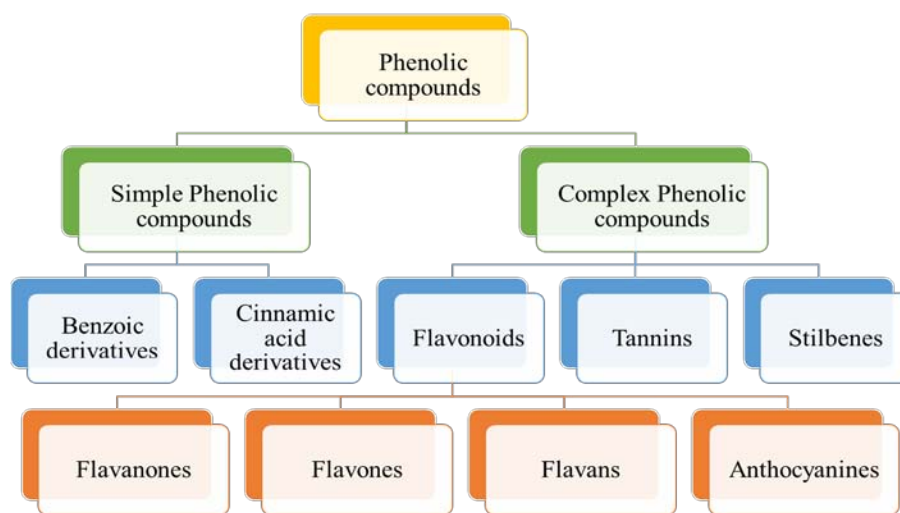 Phenolic
compounds
Simple Phenolic
compounds
Complex Phenolic
compounds
Benzoic
derivatives
Cinnamic
acid
derivatives
Flavonoids
Tannins
Stilbenes
Flavanones
Flavones
Flavans
Anthocyanines